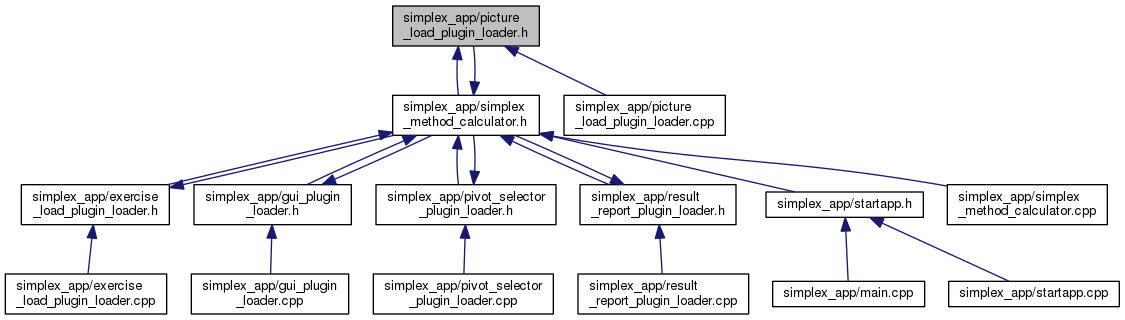 simplex_app/picture
_load_plugin_loader.h
simplex_app/simplex
_method_calculator.h
simplex_app/picture
_load_plugin_loader.cpp
simplex_app/exercise
_load_plugin_loader.h
simplex_app/gui_plugin
_loader.h
simplex_app/pivot_selector
_plugin_loader.h
simplex_app/result
_report_plugin_loader.h
simplex_app/startapp.h
simplex_app/simplex
_method_calculator.cpp
simplex_app/exercise
_load_plugin_loader.cpp
simplex_app/gui_plugin
_loader.cpp
simplex_app/pivot_selector
_plugin_loader.cpp
simplex_app/result
_report_plugin_loader.cpp
simplex_app/main.cpp
simplex_app/startapp.cpp